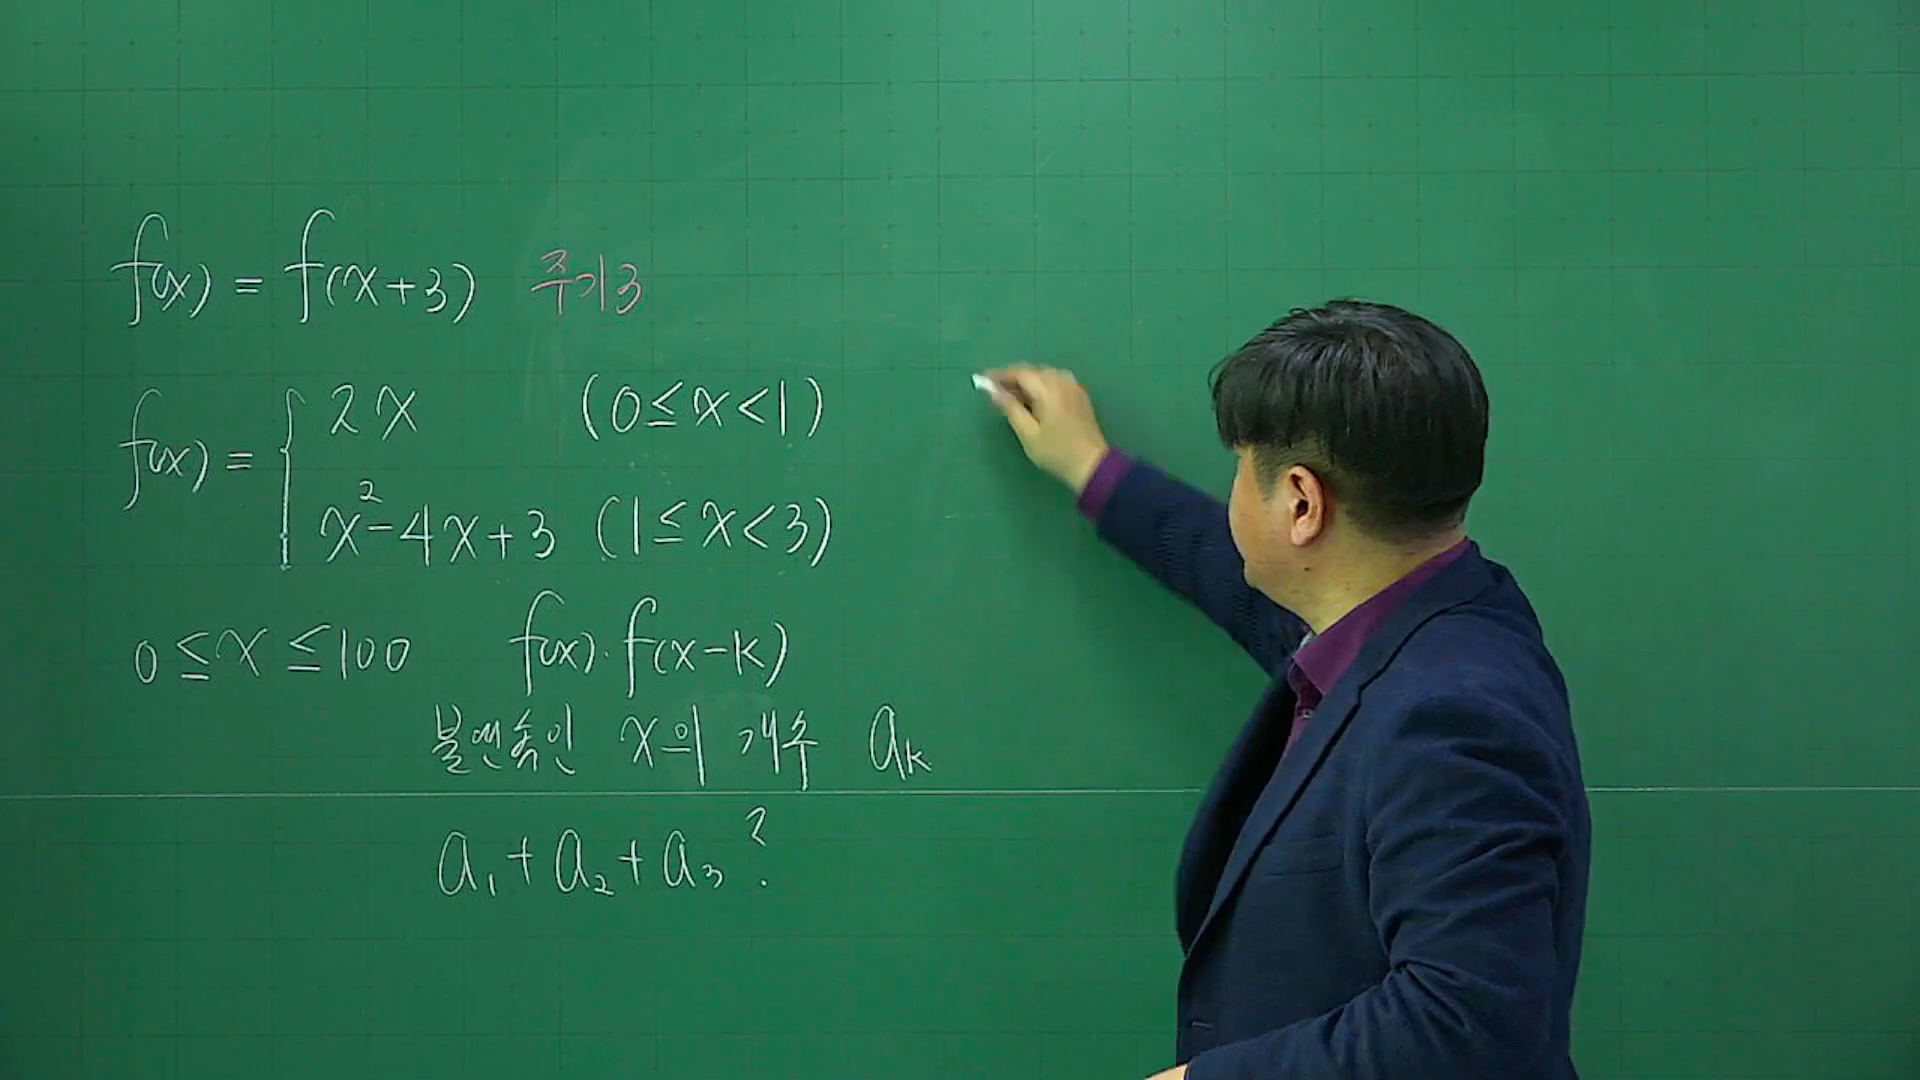 f(x) = f(x+3) 주기3
f(x) = { 2x (0≤x<1)
x²-4x+3 (1≤x<3)
0≤x≤100 f(x)·f(x-k)
불연속인 x의 개수 aₖ
a₁+a₂+a₃?